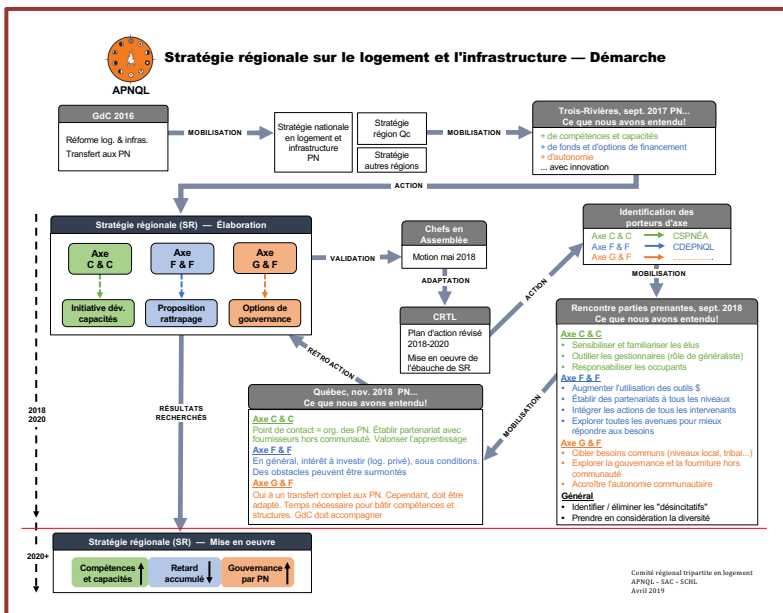 Stratégie régionale sur le logement et l'infrastructure — Démarche
APNQL
GdC 2016
Réforme log. & infras.
Transfert aux PN
MOBILISATION
Stratégie nationale
en logement et
infrastructure
PN
Stratégie
région Qc
Stratégie
autres régions
MOBILISATION
Trois-Rivières, sept. 2017 PN...
Ce que nous avons entendu!
+ de compétences et capacités
+ de fonds et d'options de financement
+ d'autonomie
... avec innovation
ACTION
Stratégie régionale (SR) — Élaboration
Axe
C & C
Axe
F & F
Axe
G & F
Initiative dév.
capacités
Proposition
rattrapage
Options de
gouvernance
VALIDATION
Chefs en
Assemblée
Motion mai 2018
ADAPTATION
CRTL
Plan d'action révisé
2018-2020
Mise en oeuvre de
l'ébauche de SR
ACTION
Identification des
porteurs d'axe
Axe C & C CSPNÉA
Axe F & F CDEPNQL
Axe G & F ..................
MOBILISATION
Rencontre parties prenantes, sept. 2018
Ce que nous avons entendu!
Axe C & C
• Sensibiliser et familiariser les élus
• Outiller les gestionnaires (rôle de généraliste)
• Responsabiliser les occupants
Axe F & F
• Augmenter l'utilisation des outils $
• Établir des partenariats à tous les niveaux
• Intégrer les actions de tous les intervenants
• Explorer toutes les avenues pour mieux
répondre aux besoins
Axe G & F
• Cibler besoins communs (niveaux local, tribal...)
• Explorer la gouvernance et la fourniture hors
communauté
• Accroître l'autonomie communautaire
Général
• Identifier / éliminer les "désincitatifs"
• Prendre en considération la diversité
MOBILISATION
Québec, nov. 2018 PN...
Ce que nous avons entendu!
Axe C & C
Point de contact = org. des PN. Établir partenariat avec
fournisseurs hors communauté. Valoriser l'apprentissage
Axe F & F
En général, intérêt à investir (log. privé), sous conditions.
Des obstacles peuvent être surmontés
Axe G & F
Oui à un transfert complet aux PN. Cependant, doit être
adapté. Temps nécessaire pour bâtir compétences et
structures. GdC doit accompagner
RÉTROACTION
RÉSULTATS
RECHERCHÉS
2018
2020
2020+
Stratégie régionale (SR) — Mise en oeuvre
Compétences
et capacités
Retard
accumulé
Gouvernance
par PN
Comité régional tripartite en logement
APNQL – SAC – SCHL
Avril 2019